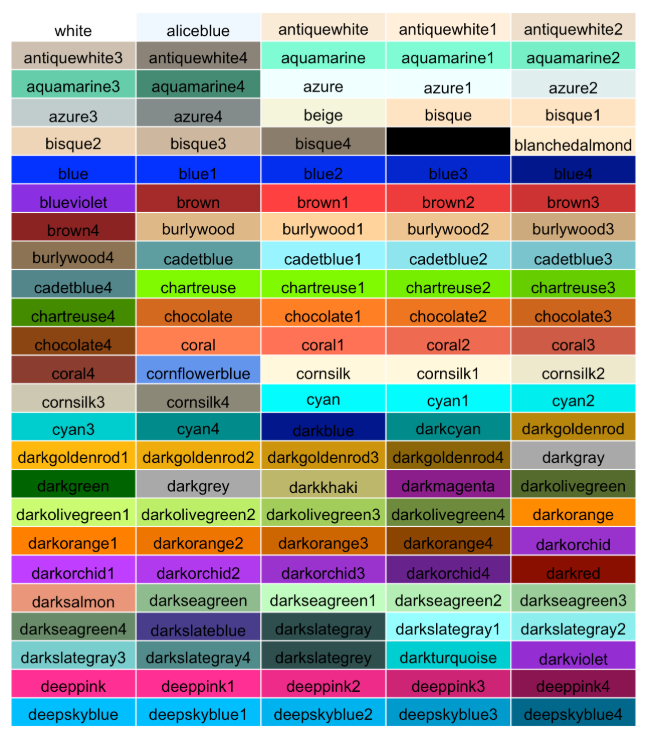 white aliceblue antiquewhite antiquewhite1 antiquewhite2
antiquewhite3 antiquewhite4 aquamarine aquamarine1 aquamarine2
aquamarine3 aquamarine4 azure azure1 azure2
azure3 azure4 beige bisque bisque1
bisque2 bisque3 bisque4 blanchedalmond
blue blue1 blue2 blue3 blue4
blueviolet brown brown1 brown2 brown3
brown4 burlywood burlywood1 burlywood2 burlywood3
burlywood4 cadetblue cadetblue1 cadetblue2 cadetblue3
cadetblue4 chartreuse chartreuse1 chartreuse2 chartreuse3
chartreuse4 chocolate chocolate1 chocolate2 chocolate3
chocolate4 coral coral1 coral2 coral3
coral4 cornflowerblue cornsilk cornsilk1 cornsilk2
cornsilk3 cornsilk4 cyan cyan1 cyan2
cyan3 cyan4 darkblue darkcyan darkgoldenrod
darkgoldenrod1 darkgoldenrod2 darkgoldenrod3 darkgoldenrod4 darkgray
darkgreen darkgrey darkkhaki darkmagenta darkolivegreen
darkolivegreen1 darkolivegreen2 darkolivegreen3 darkolivegreen4 darkorange
darkorange1 darkorange2 darkorange3 darkorange4 darkorchid
darkorchid1 darkorchid2 darkorchid3 darkorchid4 darkred
darksalmon darkseagreen darkseagreen1 darkseagreen2 darkseagreen3
darkseagreen4 darkslateblue darkslategray darkslategray1 darkslategray2
darkslategray3 darkslategray4 darkslategrey darkturquoise darkviolet
deeppink deeppink1 deeppink2 deeppink3 deeppink4
deepskyblue deepskyblue1 deepskyblue2 deepskyblue3 deepskyblue4